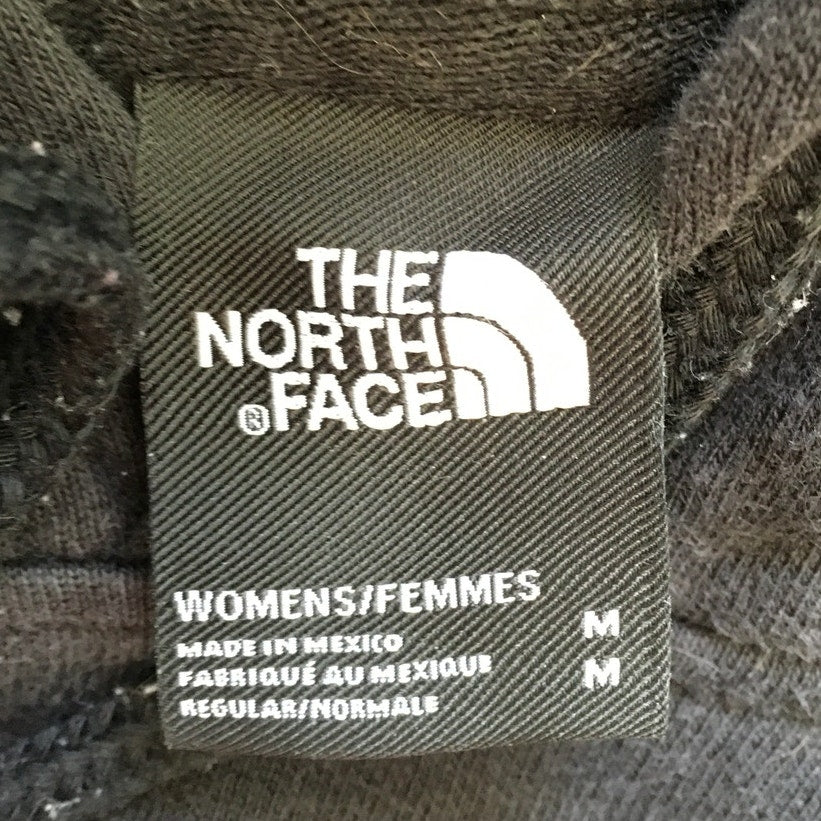 THE
NORTH
®FACE
WOMENS/FEMMES
MADE IN MEXICO M
FABRIQUÉ AU MEXIQUE M
REGULAR/NORMALE